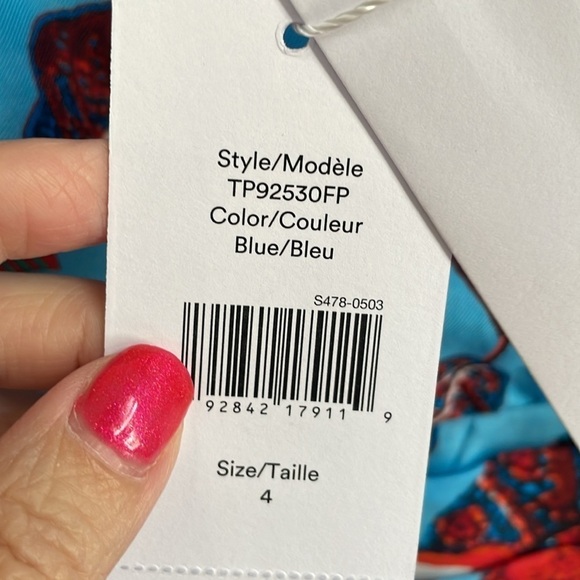 Style/Modèle
TP92530FP
Color/Couleur
Blue/Bleu
S478-0503
92842 17911 9
Size/Taille
4